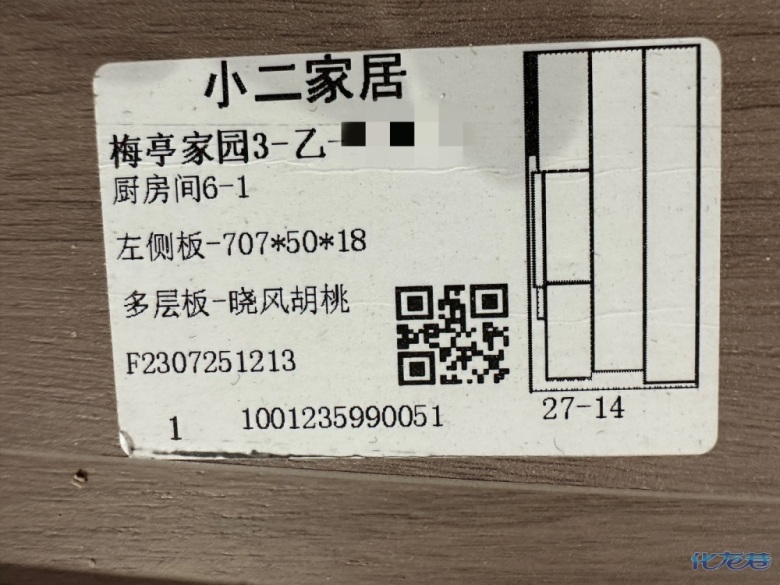 小二家居
梅亭家园3-乙-
厨房间6-1
左侧板-707*50*18
多层板-晓风胡桃
F2307251213
1 1001235990051
27-14
化龙巷